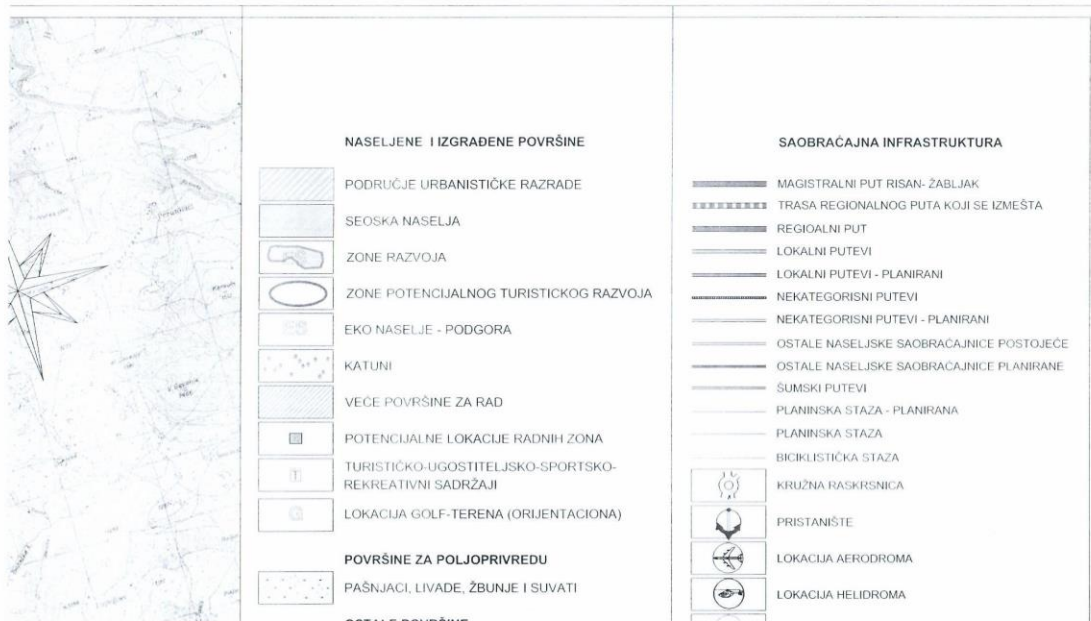 NASELJENE I IZGRAĐENE POVRŠINE
PODRUČJE URBANISTIČKE RAZRADE
SEOSKA NASELJA
ZONE RAZVOJA
ZONE POTENCIJALNOG TURISTICKOG RAZVOJA
EKO NASELJE - PODGORA
KATUNI
VEĆE POVRŠINE ZA RAD
POTENCIJALNE LOKACIJE RADNIH ZONA
T
TURISTIČKO-UGOSTITELJSKO-SPORTSKO-
REKREATIVNI SADRŽAJI
G
LOKACIJA GOLF-TERENA (ORIJENTACIONA)
POVRŠINE ZA POLJOPRIVREDU
PAŠNJACI, LIVADE, ŽBUNJE I SUVATI
OSTALE POVRŠINE
SAOBRAĆAJNA INFRASTRUKTURA
MAGISTRALNI PUT RISAN- ŽABLJAK
TRASA REGIONALNOG PUTA KOJI SE IZMEŠTA
REGIOALNI PUT
LOKALNI PUTEVI
LOKALNI PUTEVI - PLANIRANI
NEKATEGORISNI PUTEVI
NEKATEGORISNI PUTEVI - PLANIRANI
OSTALE NASELJSKE SAOBRAĆAJNICE POSTOJEĆE
OSTALE NASELJSKE SAOBRAĆAJNICE PLANIRANE
ŠUMSKI PUTEVI
PLANINSKA STAZA - PLANIRANA
PLANINSKA STAZA
BICIKLISTIČKA STAZA
KRUŽNA RASKRSNICA
PRISTANIŠTE
LOKACIJA AERODROMA
LOKACIJA HELIDROMA